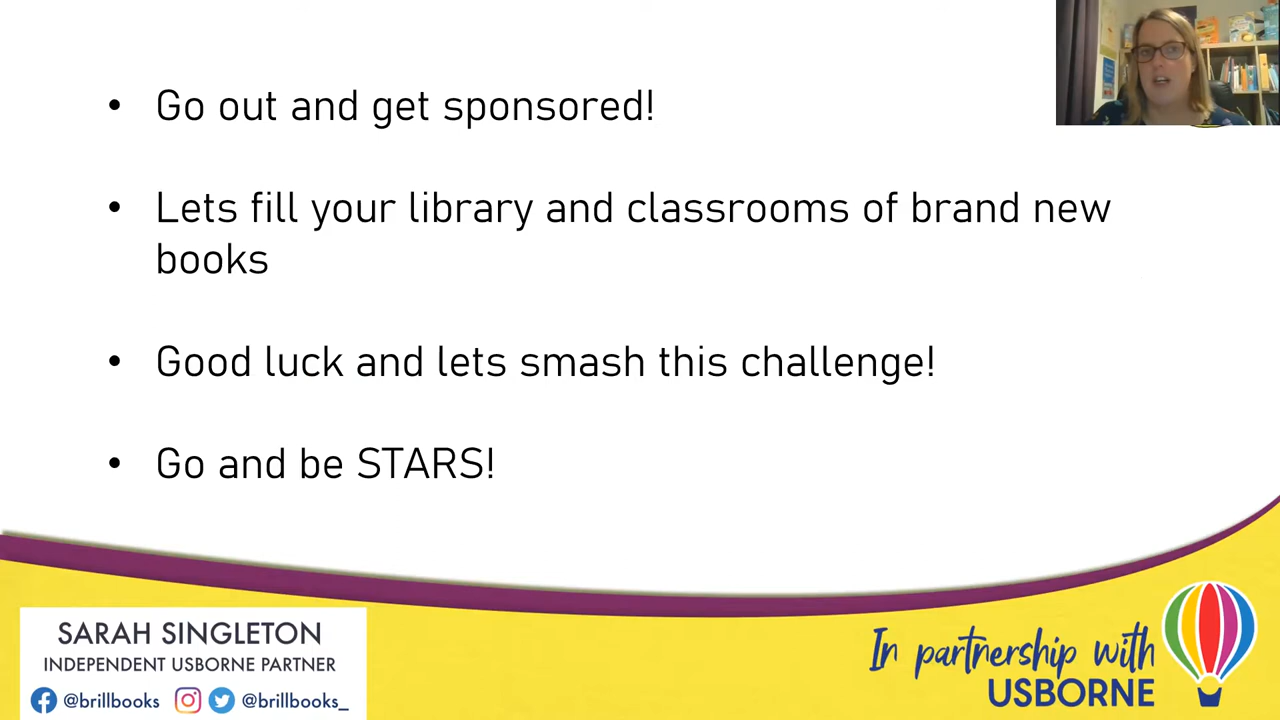 • Go out and get sponsored!
• Lets fill your library and classrooms of brand new
books
• Good luck and lets smash this challenge!
• Go and be STARS!
SARAH SINGLETON
INDEPENDENT USBORNE PARTNER
@brillbooks @brillbooks_
In partnership with
USBORNE